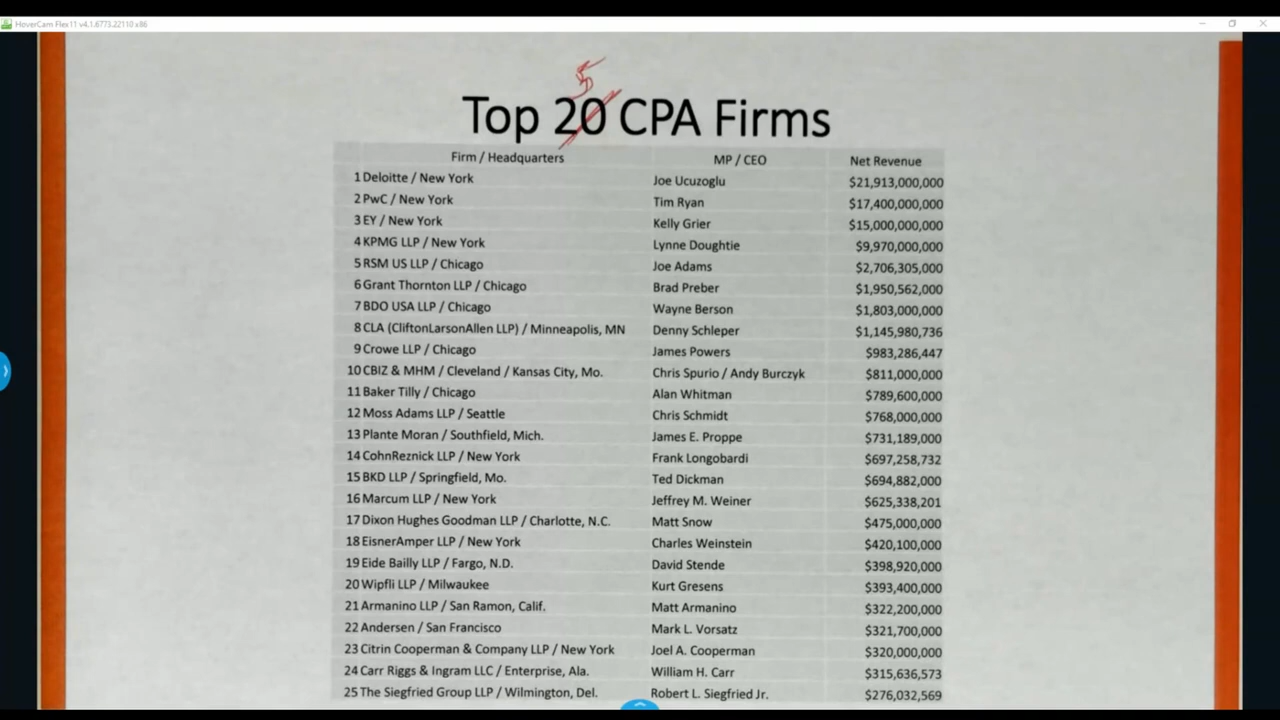 HoverCam Flex11 v4.1.6773.22110 x86
5
Top 20 CPA Firms
Firm / Headquarters MP / CEO Net Revenue
1 Deloitte / New York Joe Ucuzoglu $21,913,000,000
2 PwC / New York Tim Ryan $17,400,000,000
3 EY / New York Kelly Grier $15,000,000,000
4 KPMG LLP / New York Lynne Doughtie $9,970,000,000
5 RSM US LLP / Chicago Joe Adams $2,706,305,000
6 Grant Thornton LLP / Chicago Brad Preber $1,950,562,000
7 BDO USA LLP / Chicago Wayne Berson $1,803,000,000
8 CLA (CliftonLarsonAllen LLP) / Minneapolis, MN Denny Schleper $1,145,980,736
9 Crowe LLP / Chicago James Powers $983,286,447
10 CBIZ & MHM / Cleveland / Kansas City, Mo. Chris Spurio / Andy Burczyk $811,000,000
11 Baker Tilly / Chicago Alan Whitman $789,600,000
12 Moss Adams LLP / Seattle Chris Schmidt $768,000,000
13 Plante Moran / Southfield, Mich. James E. Proppe $731,189,000
14 CohnReznick LLP / New York Frank Longobardi $697,258,732
15 BKD LLP / Springfield, Mo. Ted Dickman $694,882,000
16 Marcum LLP / New York Jeffrey M. Weiner $625,338,201
17 Dixon Hughes Goodman LLP / Charlotte, N.C. Matt Snow $475,000,000
18 EisnerAmper LLP / New York Charles Weinstein $420,100,000
19 Eide Bailly LLP / Fargo, N.D. David Stende $398,920,000
20 Wipfli LLP / Milwaukee Kurt Gresens $393,400,000
21 Armanino LLP / San Ramon, Calif. Matt Armanino $322,200,000
22 Andersen / San Francisco Mark L. Vorsatz $321,700,000
23 Citrin Cooperman & Company LLP / New York Joel A. Cooperman $320,000,000
24 Carr Riggs & Ingram LLC / Enterprise, Ala. William H. Carr $315,636,573
25 The Siegfried Group LLP / Wilmington, Del. Robert L. Siegfried Jr. $276,032,569